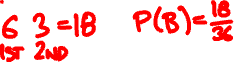 6 3 = 18 P(B) = 18/36
1ST 2ND